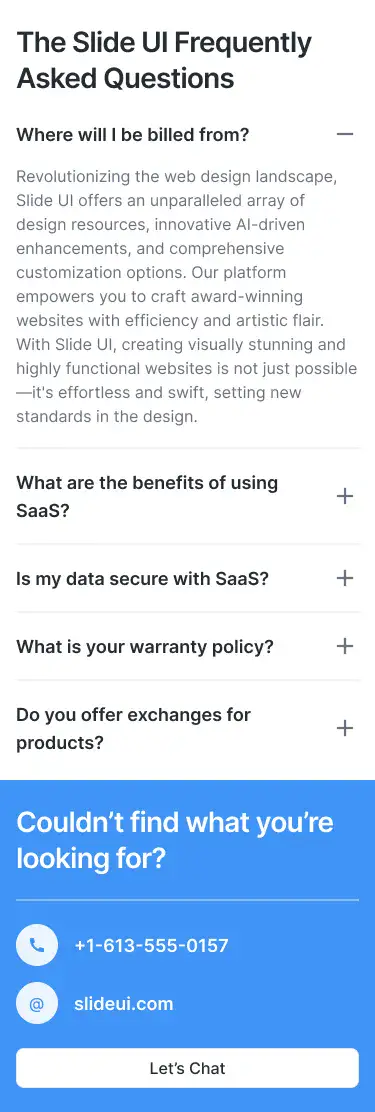 The Slide UI Frequently
Asked Questions
Where will I be billed from?
Revolutionizing the web design landscape,
Slide UI offers an unparalleled array of
design resources, innovative AI-driven
enhancements, and comprehensive
customization options. Our platform
empowers you to craft award-winning
websites with efficiency and artistic flair.
With Slide UI, creating visually stunning and
highly functional websites is not just possible
—it's effortless and swift, setting new
standards in the design.
What are the benefits of using
SaaS?
Is my data secure with SaaS?
What is your warranty policy?
Do you offer exchanges for
products?
Couldn’t find what you’re
looking for?
+1-613-555-0157
@ slideui.com
Let’s Chat